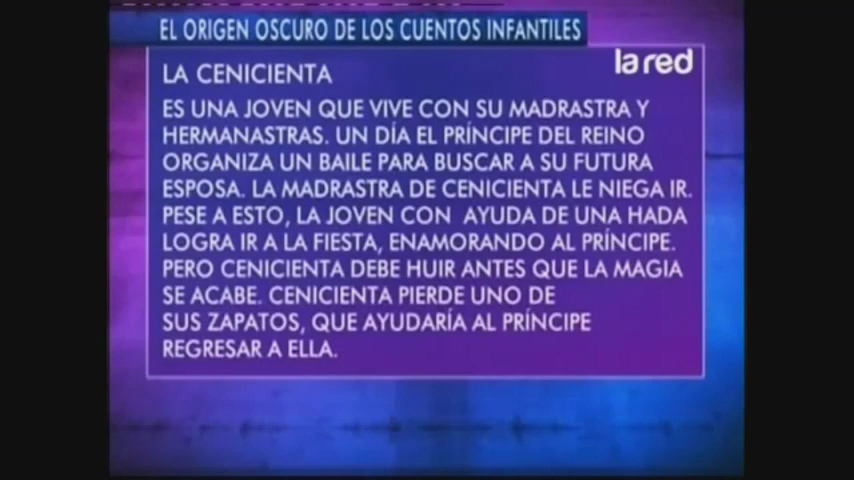 EL ORIGEN OSCURO DE LOS CUENTOS INFANTILES
la red
LA CENICIENTA
ES UNA JOVEN QUE VIVE CON SU MADRASTRA Y
HERMANASTRAS. UN DÍA EL PRÍNCIPE DEL REINO
ORGANIZA UN BAILE PARA BUSCAR A SU FUTURA
ESPOSA. LA MADRASTRA DE CENICIENTA LE NIEGA IR.
PESE A ESTO, LA JOVEN CON AYUDA DE UNA HADA
LOGRA IR A LA FIESTA, ENAMORANDO AL PRÍNCIPE.
PERO CENICIENTA DEBE HUIR ANTES QUE LA MAGIA
SE ACABE. CENICIENTA PIERDE UNO DE
SUS ZAPATOS, QUE AYUDARÍA AL PRÍNCIPE
REGRESAR A ELLA.